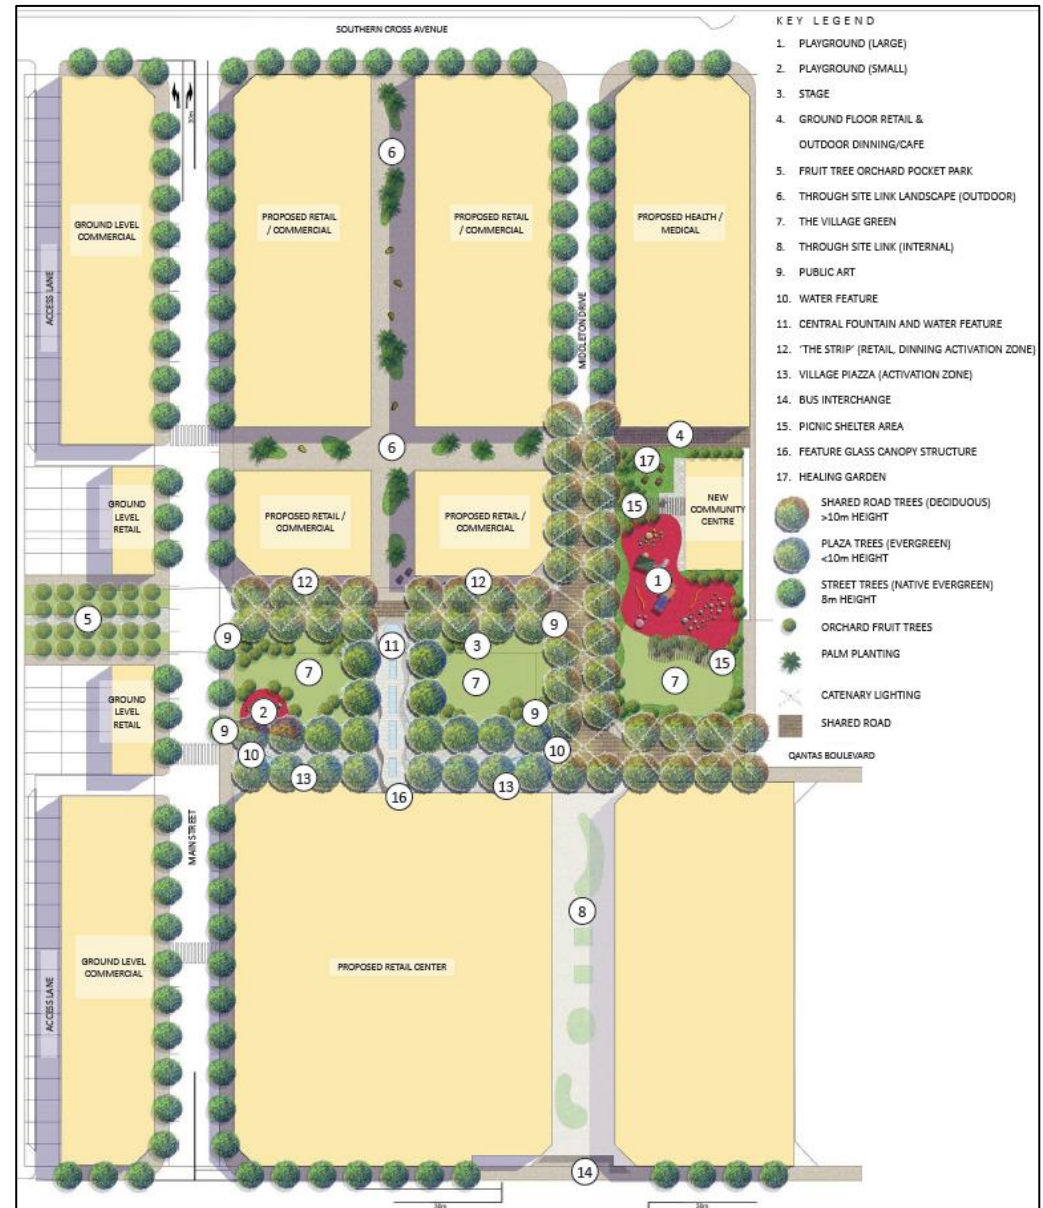 SOUTHERN CROSS AVENUE
KEY LEGEND
1. PLAYGROUND (LARGE)
2. PLAYGROUND (SMALL)
3. STAGE
4. GROUND FLOOR RETAIL &
OUTDOOR DINNING/CAFE
5. FRUIT TREE ORCHARD POCKET PARK
6. THROUGH SITE LINK LANDSCAPE (OUTDOOR)
7. THE VILLAGE GREEN
8. THROUGH SITE LINK (INTERNAL)
9. PUBLIC ART
10. WATER FEATURE
11. CENTRAL FOUNTAIN AND WATER FEATURE
12. 'THE STRIP' (RETAIL, DINNING ACTIVATION ZONE)
13. VILLAGE PIAZZA (ACTIVATION ZONE)
14. BUS INTERCHANGE
15. PICNIC SHELTER AREA
16. FEATURE GLASS CANOPY STRUCTURE
17. HEALING GARDEN
SHARED ROAD TREES (DECIDUOUS)
>10m HEIGHT
PLAZA TREES (EVERGREEN)
<10m HEIGHT
STREET TREES (NATIVE EVERGREEN)
8m HEIGHT
ORCHARD FRUIT TREES
PALM PLANTING
CATENARY LIGHTING
SHARED ROAD
6
GROUND LEVEL
COMMERCIAL
PROPOSED RETAIL
/ COMMERCIAL
PROPOSED RETAIL
/ COMMERCIAL
PROPOSED HEALTH /
MEDICAL
ACCESS LANE
MIDDLETON DRIVE
4
6
17
GROUND
LEVEL
RETAIL
PROPOSED RETAIL /
COMMERCIAL
PROPOSED RETAIL /
COMMERCIAL
15
NEW
COMMUNITY
CENTRE
12
12
1
5
9
11
3
9
15
7
7
7
GROUND
LEVEL
RETAIL
2
9
9
10
10
QANTAS BOULEVARD
13
16
13
MAIN STREET
8
GROUND LEVEL
COMMERCIAL
PROPOSED RETAIL CENTER
ACCESS LANE
14